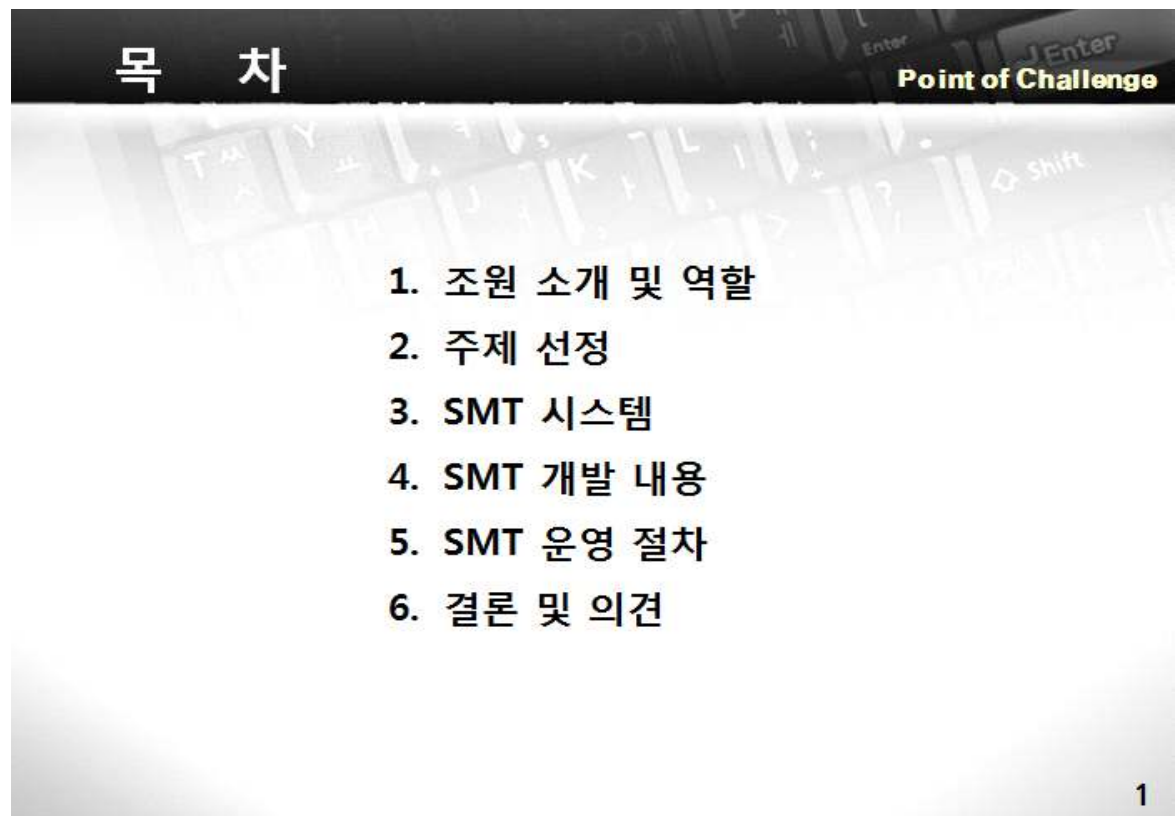 목 차
Point of Challenge
1. 조원 소개 및 역할
2. 주제 선정
3. SMT 시스템
4. SMT 개발 내용
5. SMT 운영 절차
6. 결론 및 의견
1